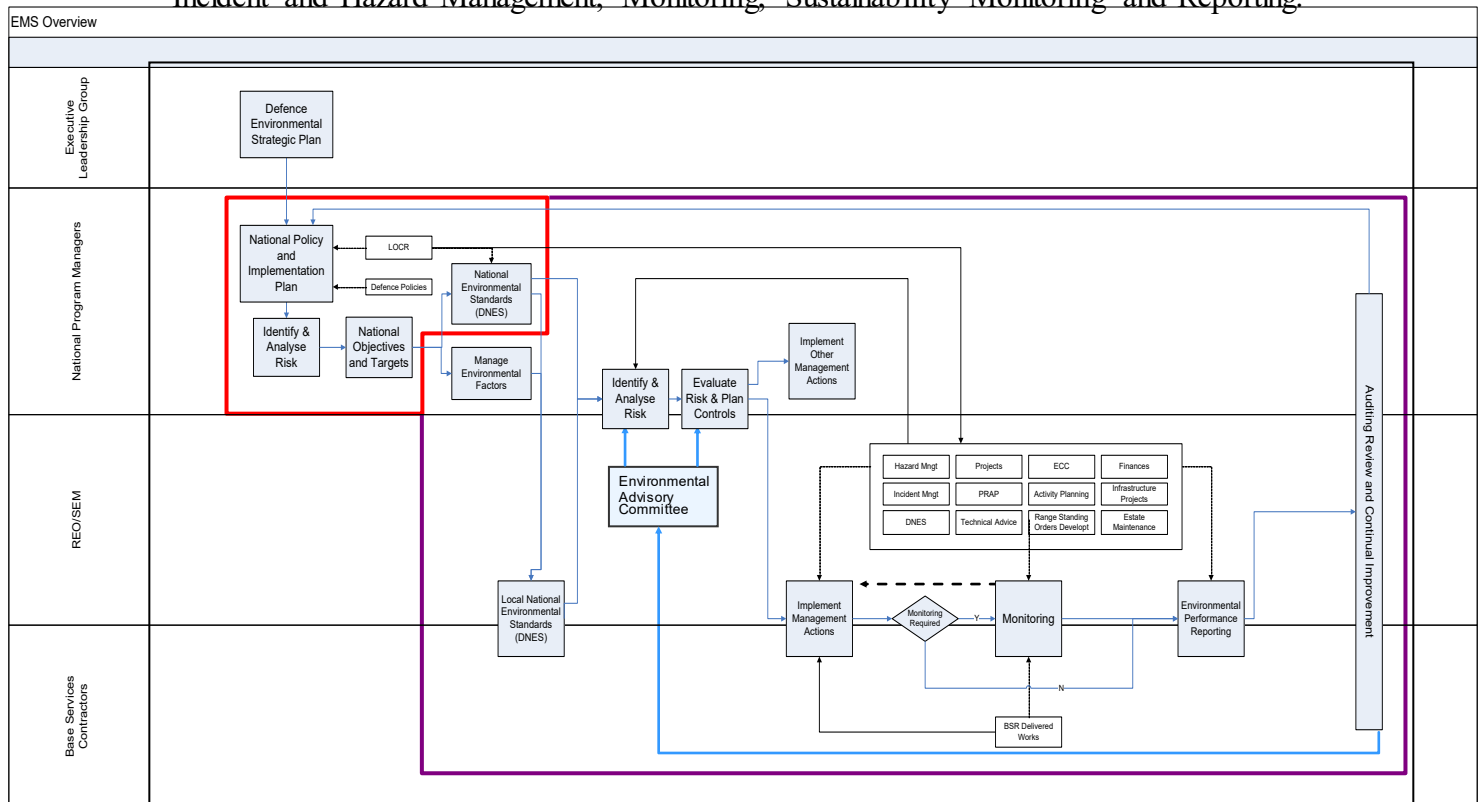 Incident and Hazard Management, Monitoring, Sustainability Monitoring and Reporting.
EMS Overview
Executive
Leadership Group
Defence
Environmental
Strategic Plan
National Program Managers
National Policy
and
Implementation
Plan
LOCR
Defence Policies
Identify &
Analyse
Risk
National
Objectives
and Targets
National
Environmental
Standards
(DNES)
Manage
Environmental
Factors
Identify &
Analyse
Risk
Evaluate
Risk & Plan
Controls
Implement
Other
Management
Actions
Auditing Review and Continual Improvement
REO/SEM
Environmental
Advisory
Committee
Hazard Mngt
Projects
ECC
Finances
Incident Mngt
PRAP
Activity Planning
Infrastructure
Projects
DNES
Technical Advice
Range Standing
Orders Developt
Estate
Maintenance
Local National
Environmental
Standards
(DNES)
Implement
Management
Actions
Monitoring
Required
Y
Monitoring
Environmental
Performance
Reporting
N
Base Services
Contractors
BSR Delivered
Works